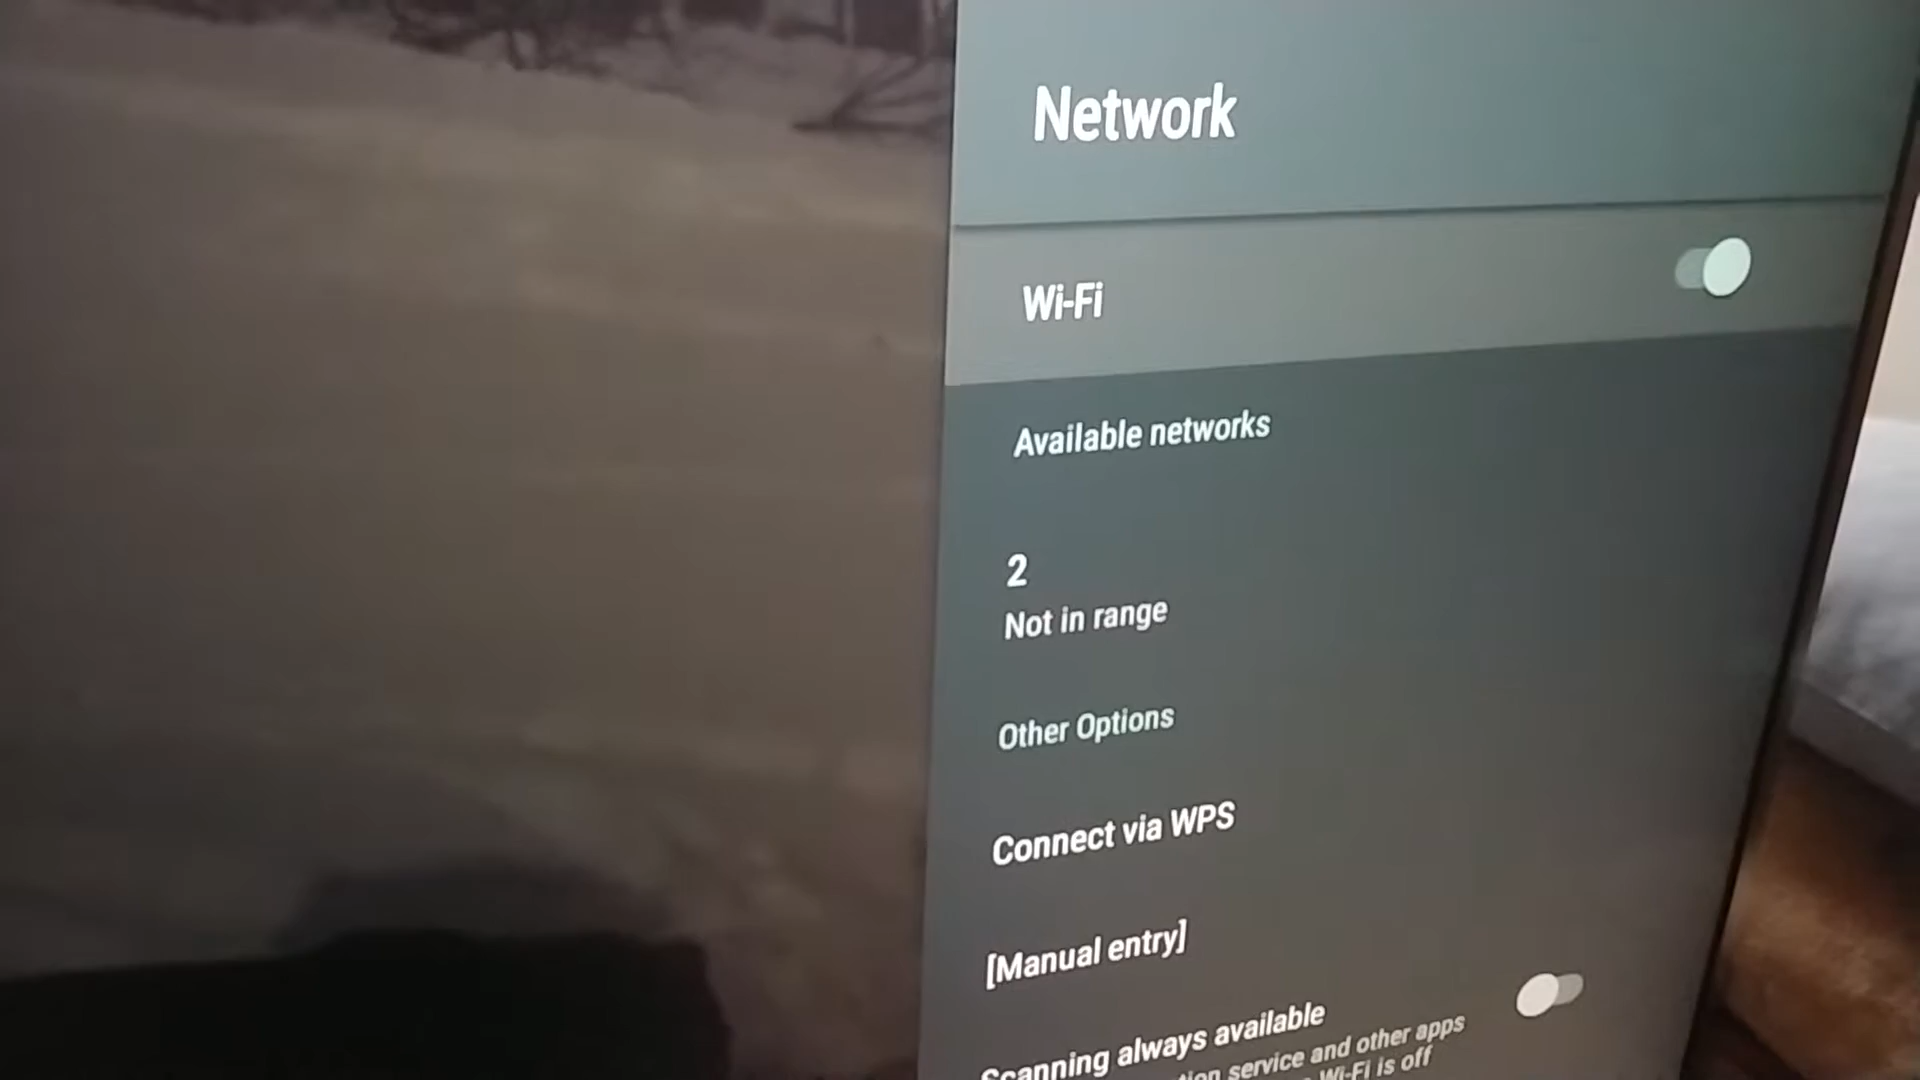 Network
Wi-Fi
Available networks
2
Not in range
Other Options
Connect via WPS
[Manual entry]
Scanning always available
service and other apps
Wi-Fi is off